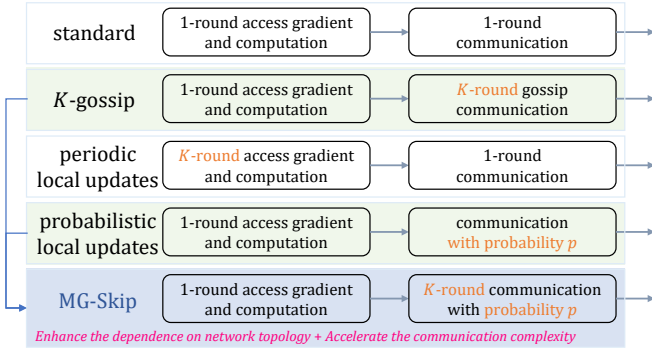 standard
1-round access gradient
and computation
1-round
communication
K-gossip
1-round access gradient
and computation
K-round gossip
communication
periodic
local updates
K-round access gradient
and computation
1-round
communication
probabilistic
local updates
1-round access gradient
and computation
communication
with probability p
MG-Skip
1-round access gradient
and computation
K-round communication
with probability p
Enhance the dependence on network topology + Accelerate the communication complexity